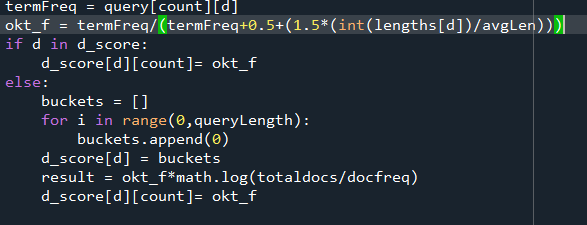 termFreq = query[count][d]
okt_f = termFreq/(termFreq+0.5+(1.5*(int(lengths[d])/avgLen)))
if d in d_score:
    d_score[d][count]= okt_f
else:
    buckets = []
    for i in range(0,queryLength):
        buckets.append(0)
    d_score[d] = buckets
    result = okt_f*math.log(totaldocs/docfreq)
    d_score[d][count]= okt_f